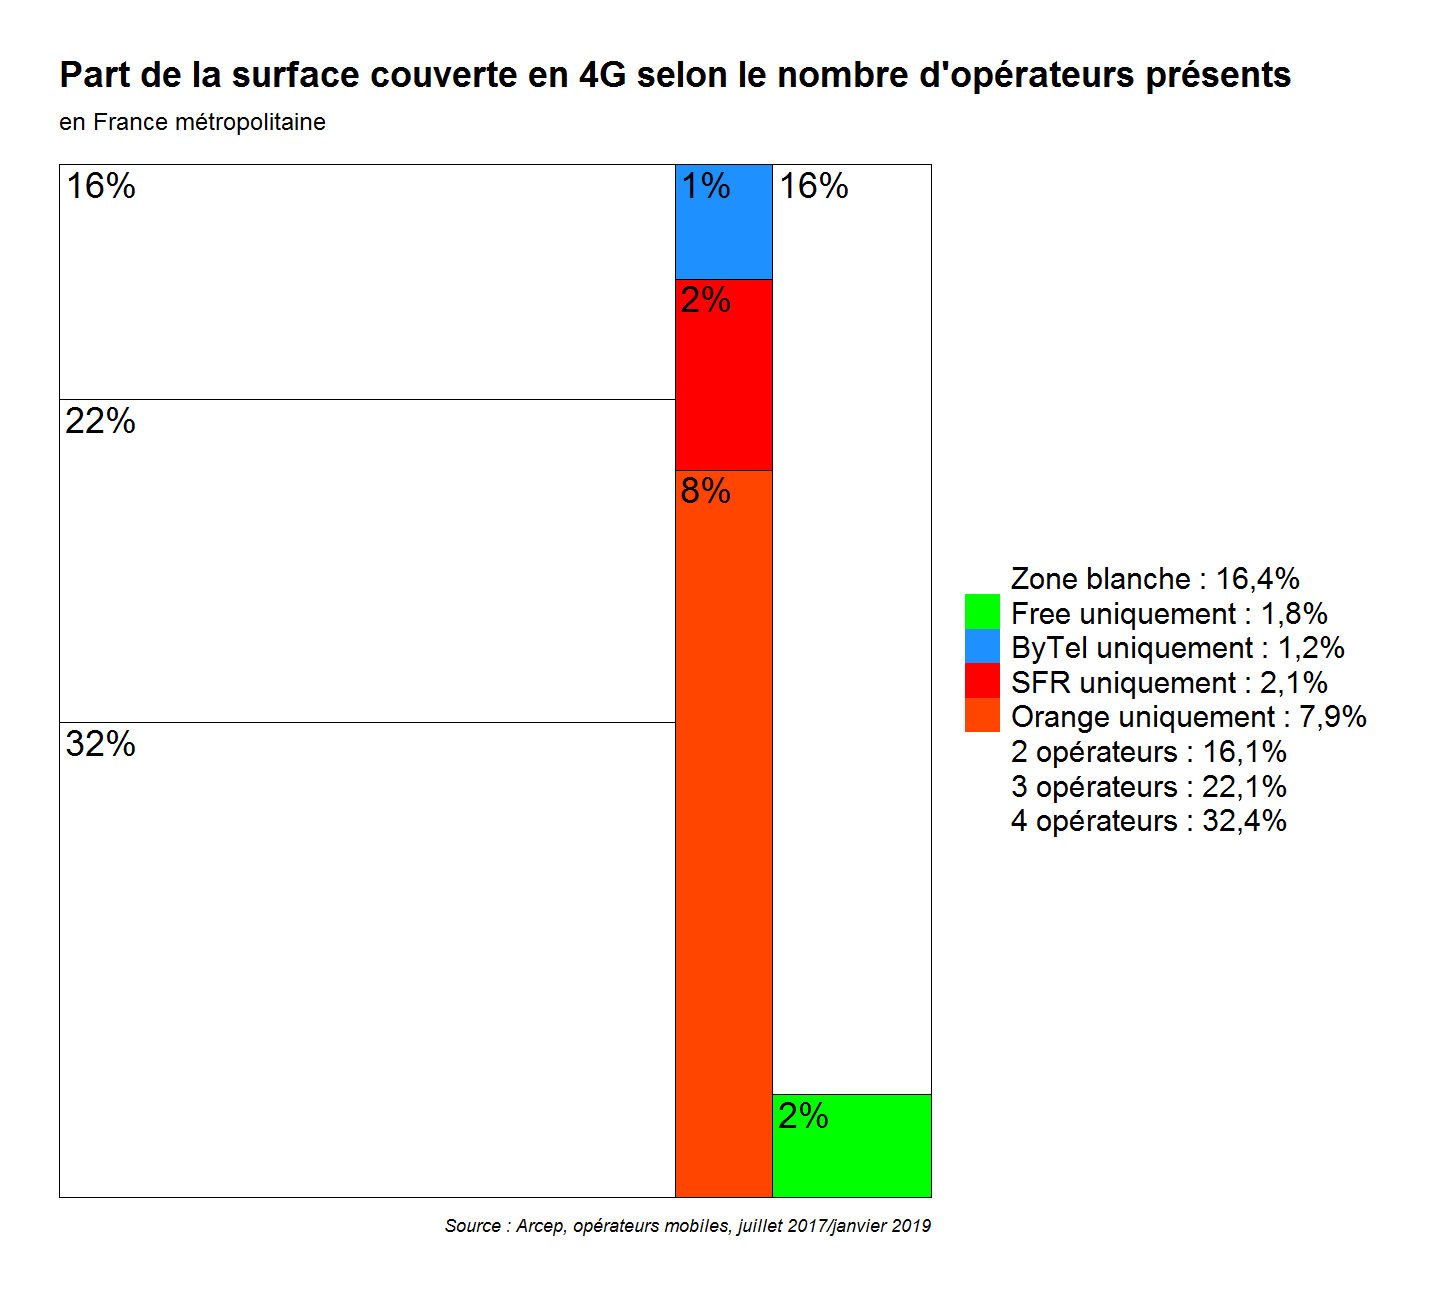 Part de la surface couverte en 4G selon le nombre d'opérateurs présents
en France métropolitaine
16%
1%
16%
2%
22%
8%
32%
2%
Zone blanche : 16,4%
Free uniquement : 1,8%
ByTel uniquement : 1,2%
SFR uniquement : 2,1%
Orange uniquement : 7,9%
2 opérateurs : 16,1%
3 opérateurs : 22,1%
4 opérateurs : 32,4%
Source : Arcep, opérateurs mobiles, juillet 2017/janvier 2019